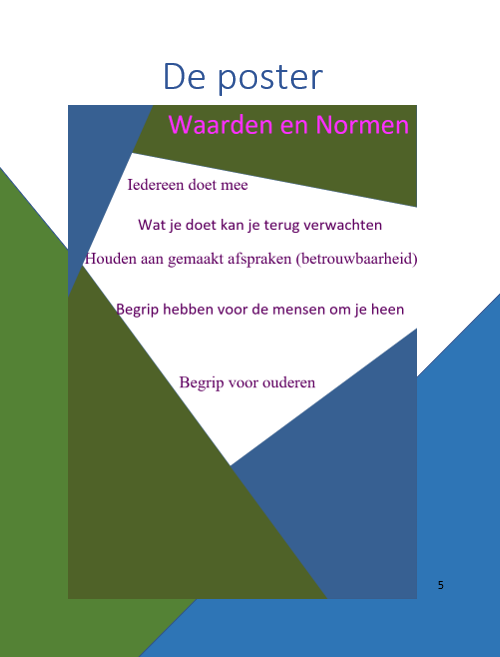 De poster
Waarden en Normen
Iedereen doet mee
Wat je doet kan je terug verwachten
Houden aan gemaakt afspraken (betrouwbaarheid)
Begrip hebben voor de mensen om je heen
Begrip voor ouderen
5